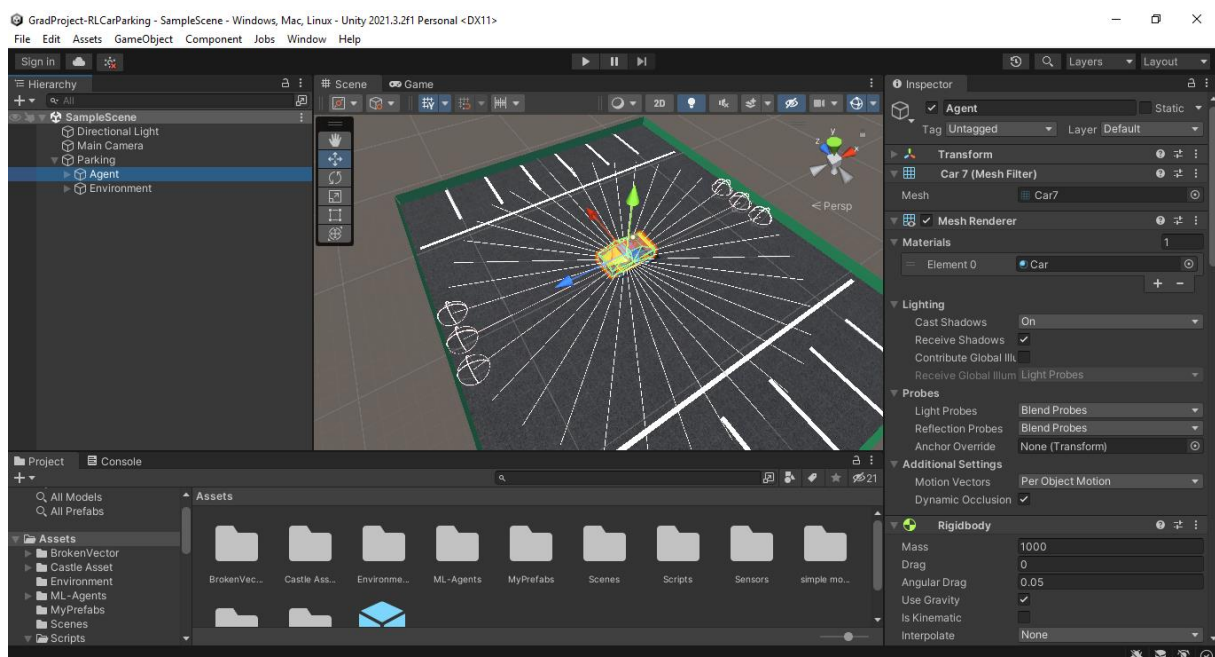 GradProject-RLCarParking - SampleScene - Windows, Mac, Linux - Unity 2021.3.2f1 Personal <DX11>
File Edit Assets GameObject Component Jobs Window Help
Sign in
Layers
Layout
Hierarchy
All
SampleScene
Directional Light
Main Camera
Parking
Agent
Environment
Scene
Game
2D
y
z
x
Persp
Inspector
Agent
Static
Tag Untagged
Layer Default
Transform
Car 7 (Mesh Filter)
Mesh Car7
Mesh Renderer
Materials 1
Element 0 Car
Lighting
Cast Shadows On
Receive Shadows
Contribute Global Illu
Receive Global Illum Light Probes
Probes
Light Probes Blend Probes
Reflection Probes Blend Probes
Anchor Override None (Transform)
Additional Settings
Motion Vectors Per Object Motion
Dynamic Occlusion
Rigidbody
Mass 1000
Drag 0
Angular Drag 0.05
Use Gravity
Is Kinematic
Interpolate None
Project
Console
21
All Models
All Prefabs
Assets
BrokenVector
Castle Asset
Environment
ML-Agents
MyPrefabs
Scenes
Scripts
Assets
BrokenVec...
Castle Ass...
Environme...
ML-Agents
MyPrefabs
Scenes
Scripts
Sensors
simple mo...